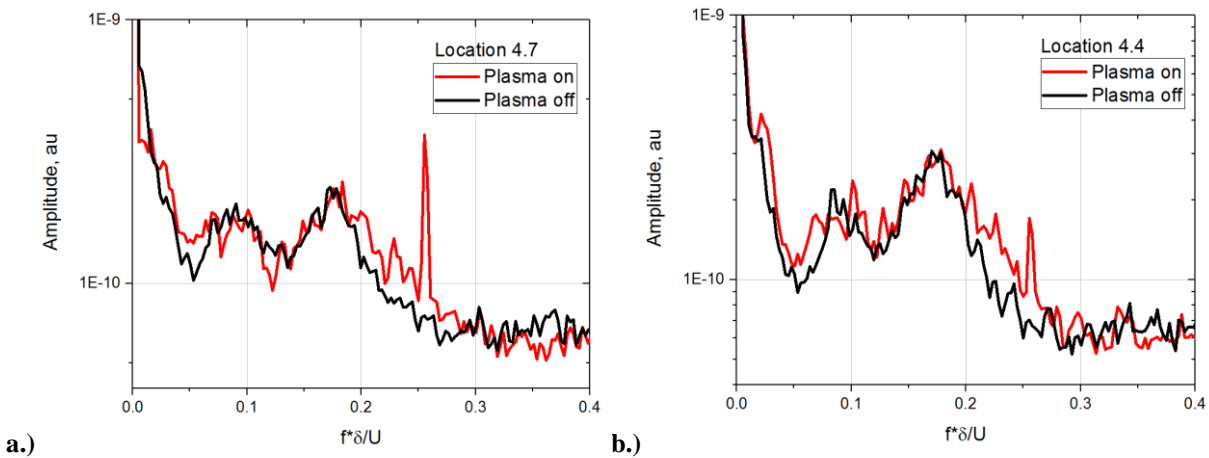 1E-9
Location 4.7
Plasma on
Plasma off
Amplitude, au
1E-10
0.0 0.1 0.2 0.3 0.4
f*δ/U
a.)
1E-9
Location 4.4
Plasma on
Plasma off
Amplitude, au
1E-10
0.0 0.1 0.2 0.3 0.4
f*δ/U
b.)